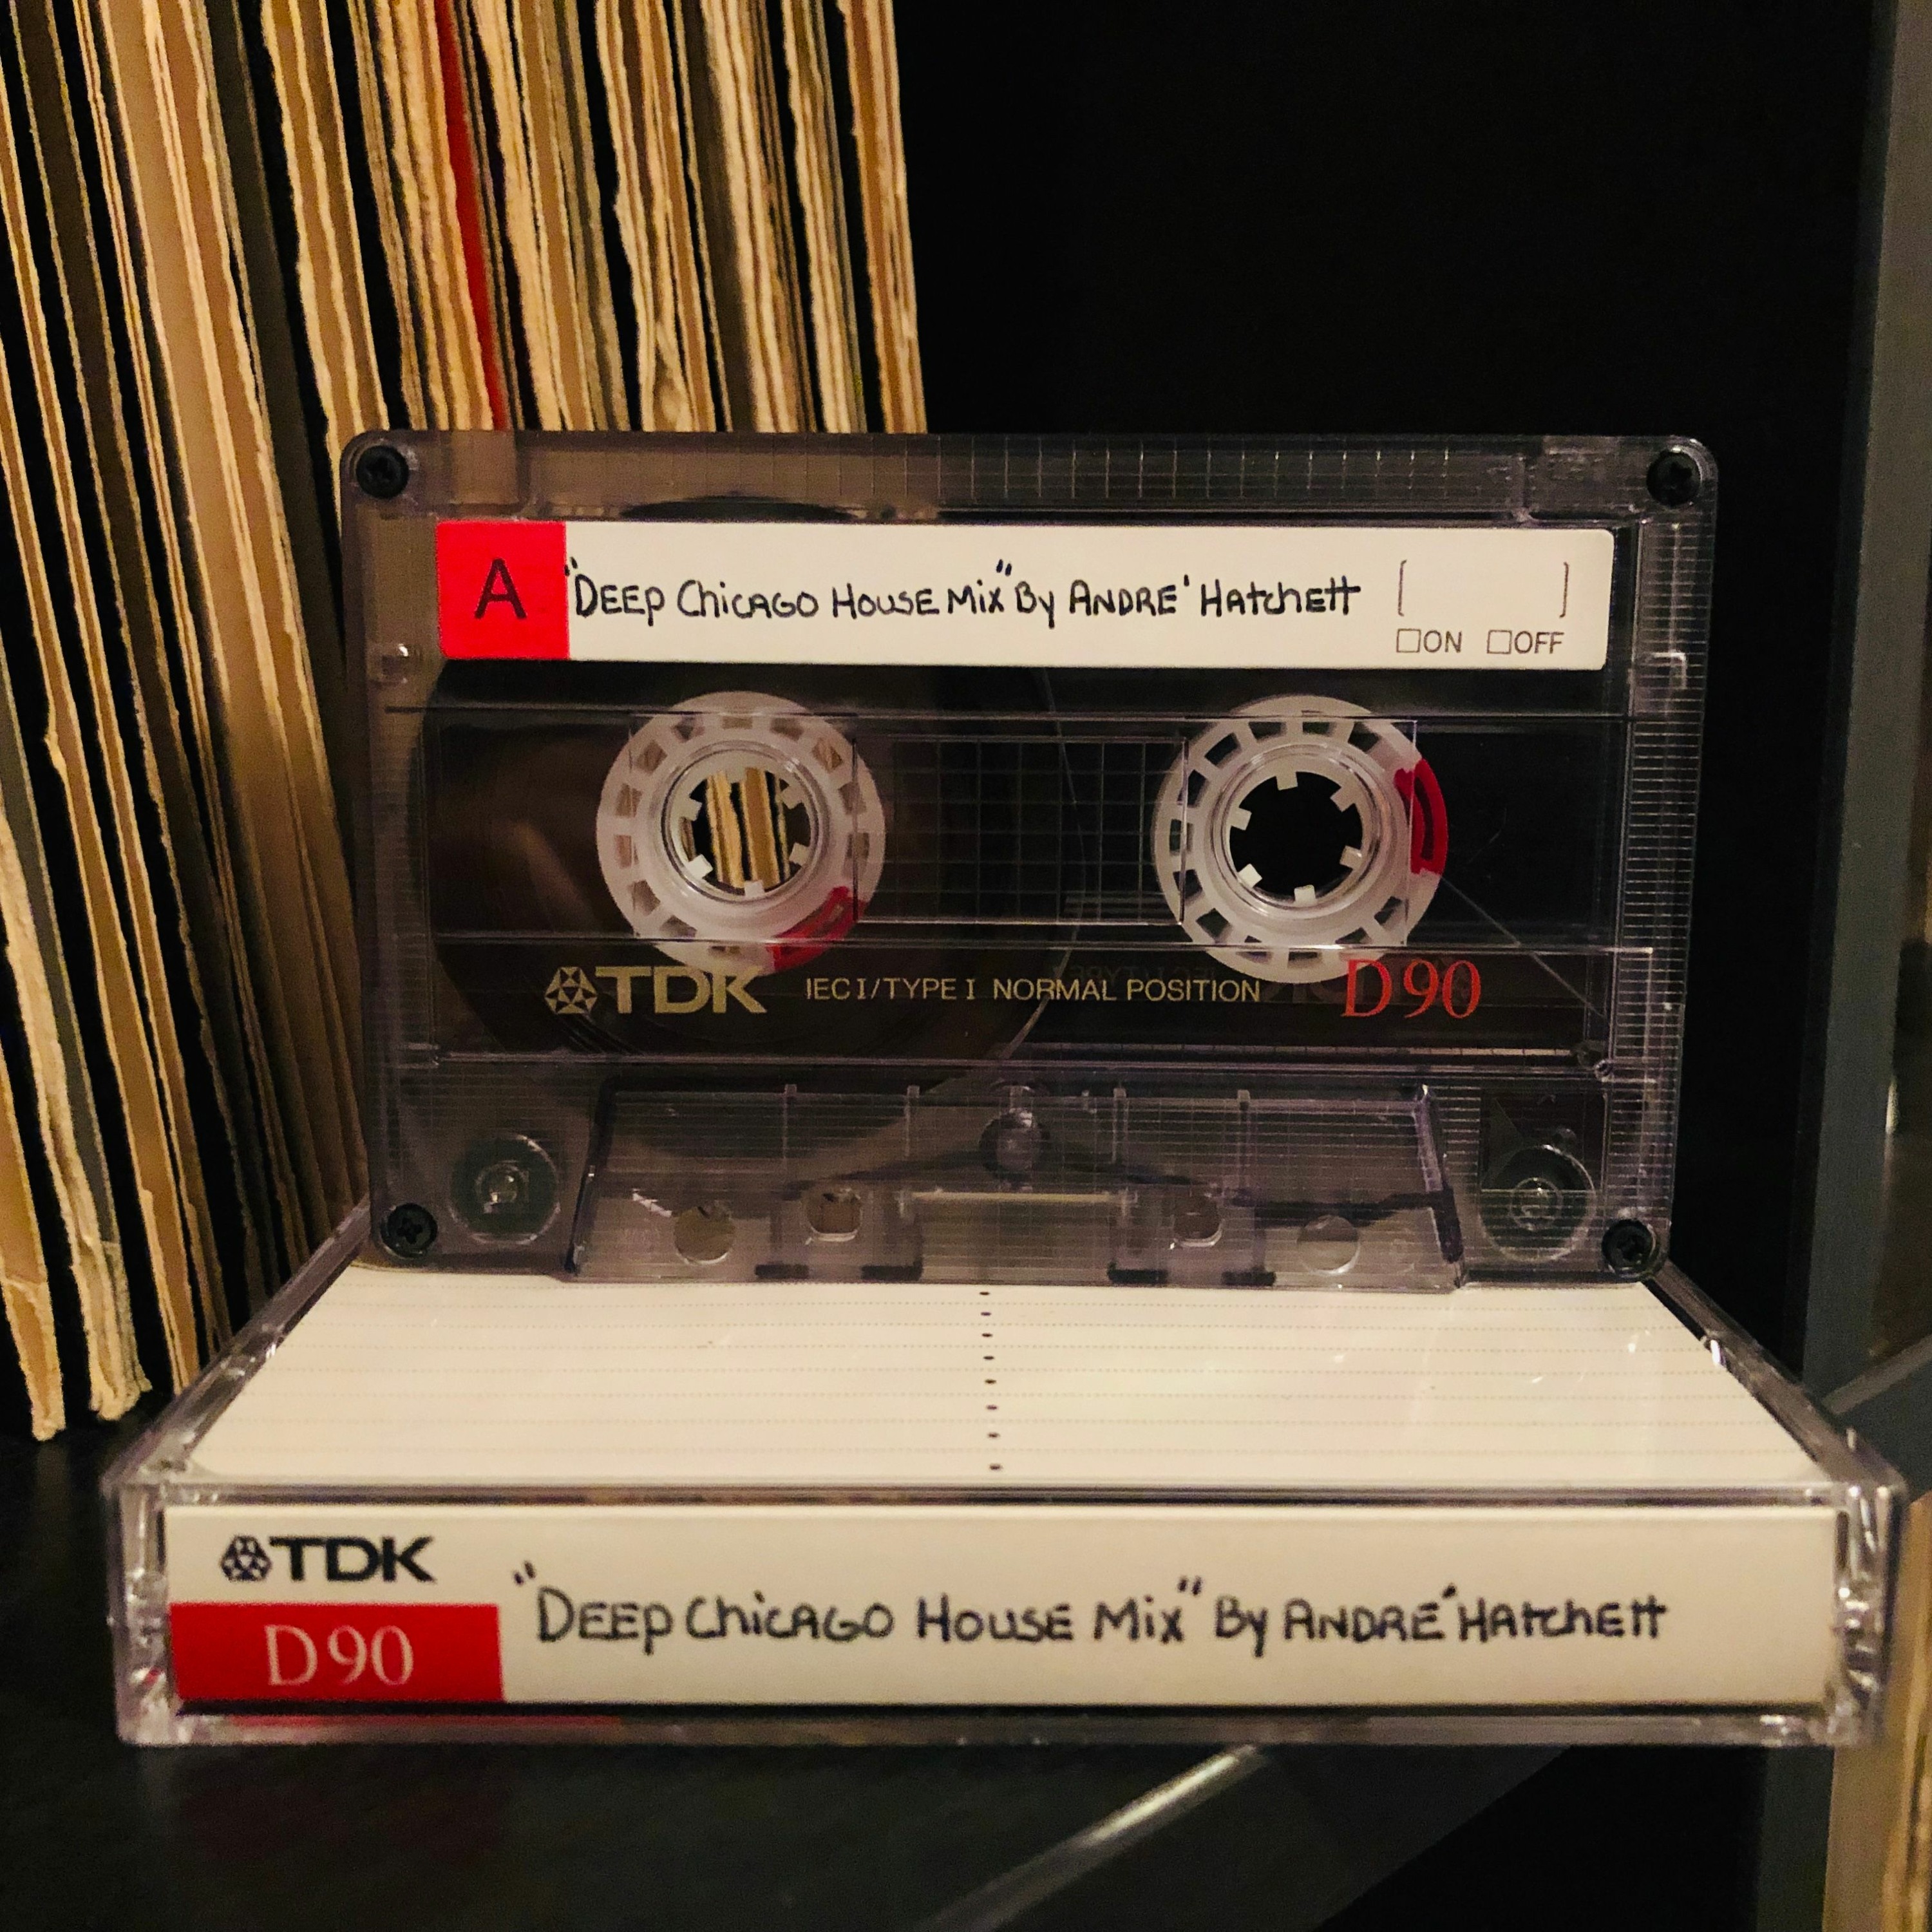 A "DEEP ChiCAGO HOUSE Mix" By ANDRE' HatchEtt [ ]
☐ON ☐OFF
TDK IEC I/TYPE I NORMAL POSITION D90
TDK
D90
"DEEP ChiCAGO HOUSE Mix" By ANDRE' HAtchEtt